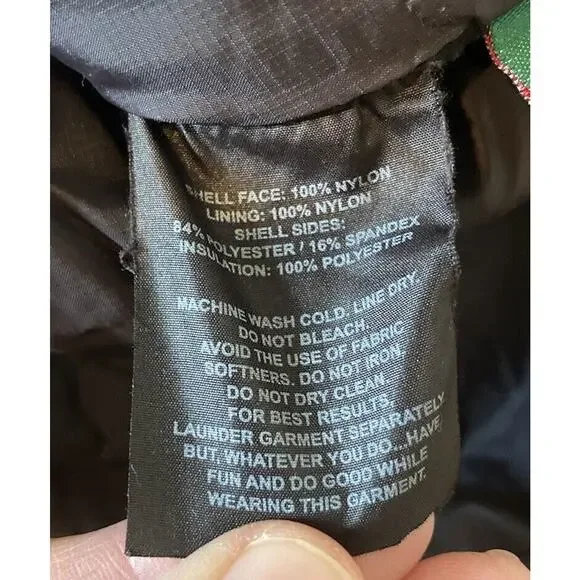 SHELL FACE: 100% NYLON
LINING: 100% NYLON
SHELL SIDES:
84% POLYESTER / 16% SPANDEX
INSULATION: 100% POLYESTER
MACHINE WASH COLD. LINE DRY.
DO NOT BLEACH.
AVOID THE USE OF FABRIC
SOFTNERS. DO NOT IRON.
DO NOT DRY CLEAN.
FOR BEST RESULTS,
LAUNDER GARMENT SEPARATELY
BUT, WHATEVER YOU DO...HAVE
FUN AND DO GOOD WHILE
WEARING THIS GARMENT.